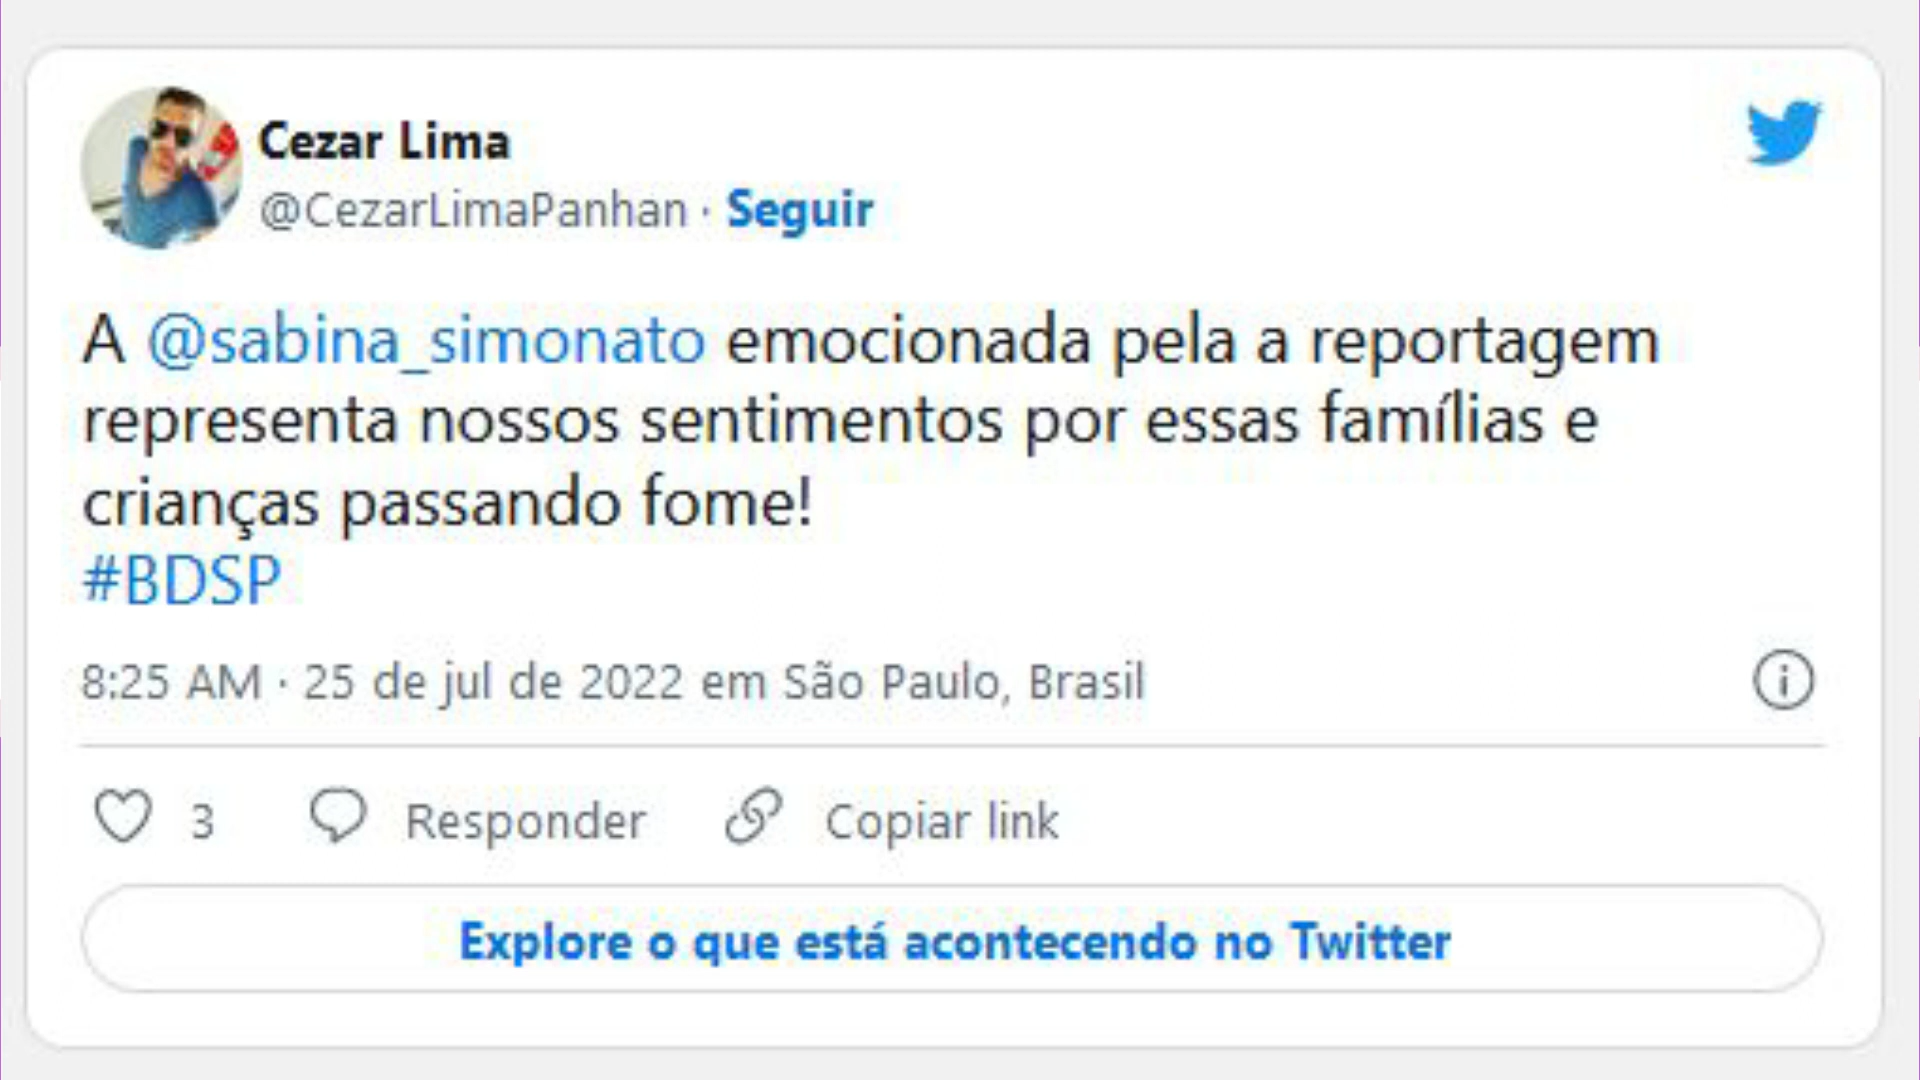 Cezar Lima
@CezarLimaPanhan · Seguir
A @sabina_simonato emocionada pela a reportagem
representa nossos sentimentos por essas famílias e
crianças passando fome!
#BDSP
8:25 AM · 25 de jul de 2022 em São Paulo, Brasil
3 Responder Copiar link
Explore o que está acontecendo no Twitter